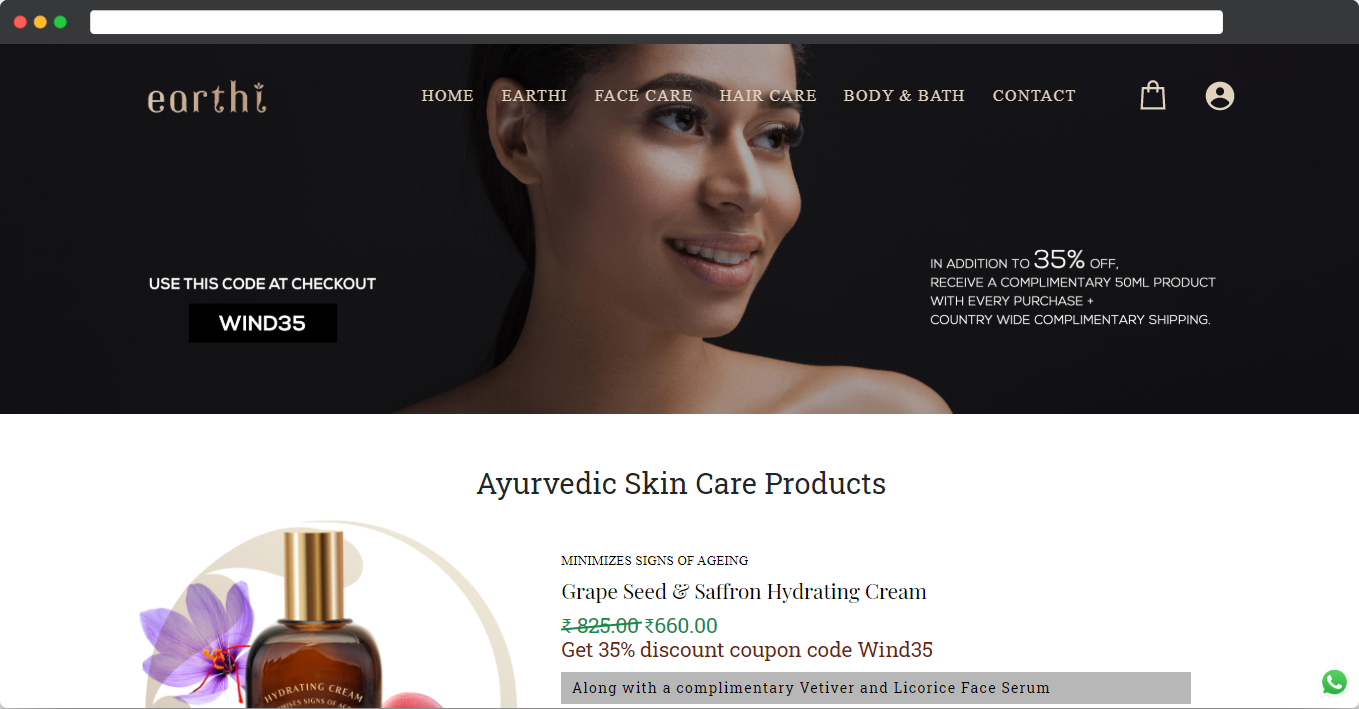 earthi
HOME EARTHI FACE CARE HAIR CARE BODY & BATH CONTACT
USE THIS CODE AT CHECKOUT
WIND35
IN ADDITION TO 35% OFF,
RECEIVE A COMPLIMENTARY 50ML PRODUCT
WITH EVERY PURCHASE +
COUNTRY WIDE COMPLIMENTARY SHIPPING.
Ayurvedic Skin Care Products
MINIMIZES SIGNS OF AGEING
Grape Seed & Saffron Hydrating Cream
₹ 825.00 ₹660.00
Get 35% discount coupon code Wind35
Along with a complimentary Vetiver and Licorice Face Serum
HYDRATING CREAM